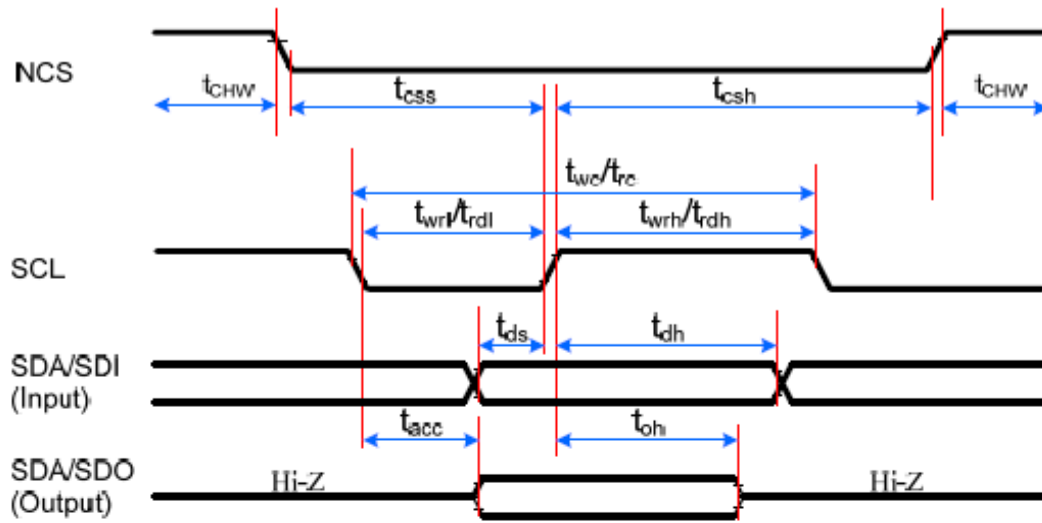 NCS
tCHW tcss tcsh tCHW
twc/trc
twrl/trdl twrh/trdh
SCL
tds tdh
SDA/SDI
(Input)
tacc toh
SDA/SDO
(Output)
Hi-Z Hi-Z